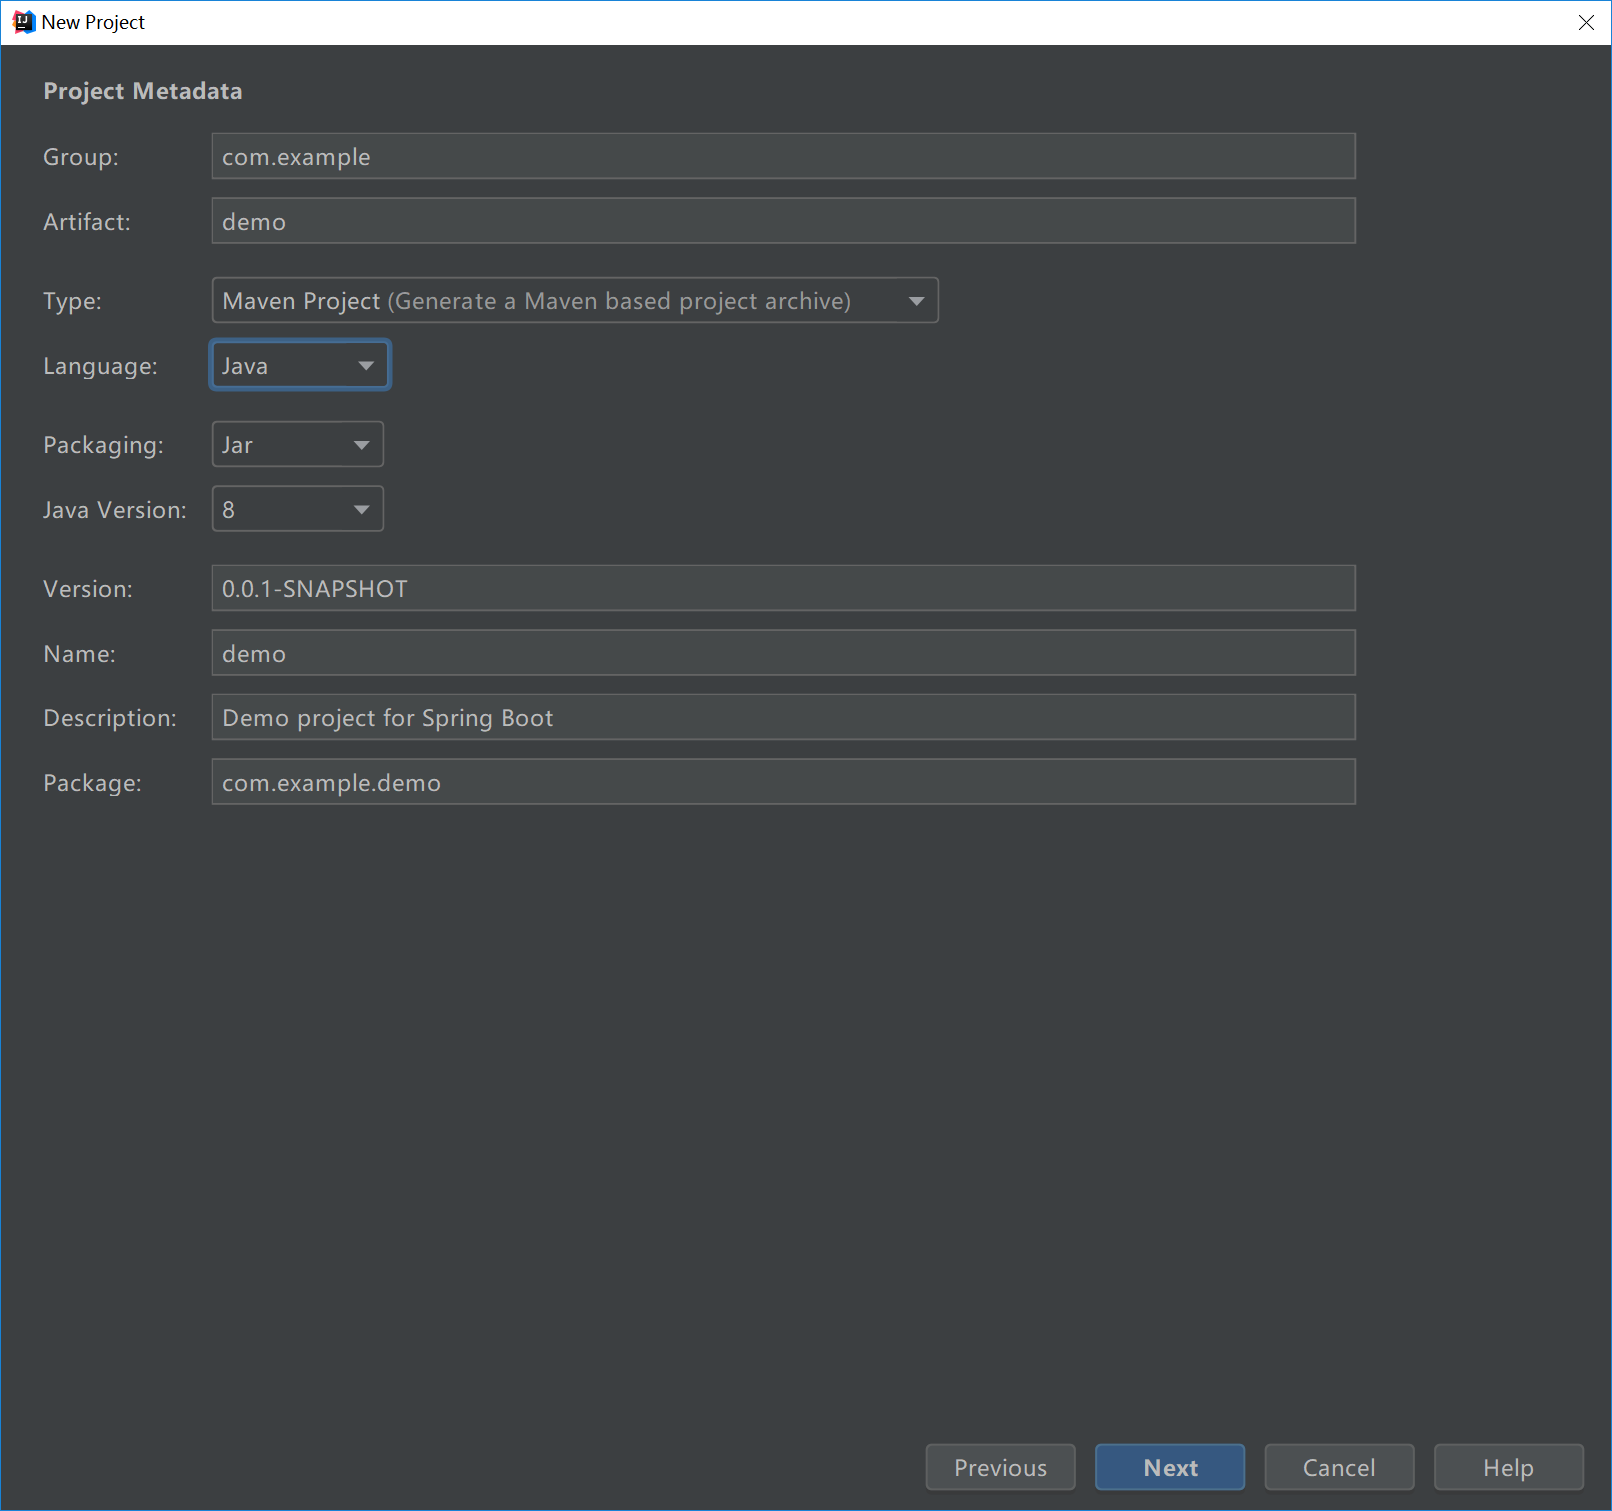 New Project
Project Metadata
Group: com.example
Artifact: demo
Type: Maven Project (Generate a Maven based project archive)
Language: Java
Packaging: Jar
Java Version: 8
Version: 0.0.1-SNAPSHOT
Name: demo
Description: Demo project for Spring Boot
Package: com.example.demo
Previous Next Cancel Help